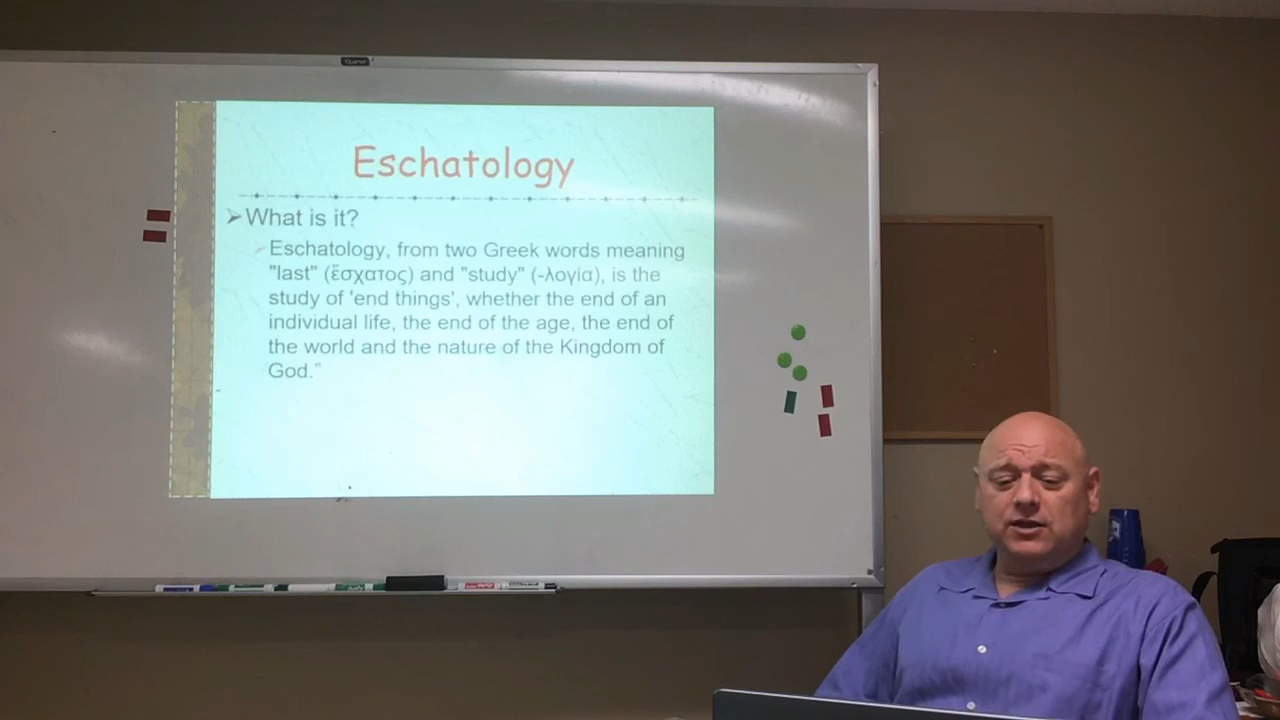 Eschatology
What is it?
Eschatology, from two Greek words meaning
"last" (ἔσχατος) and "study" (-λογία), is the
study of 'end things', whether the end of an
individual life, the end of the age, the end of
the world and the nature of the Kingdom of
God."